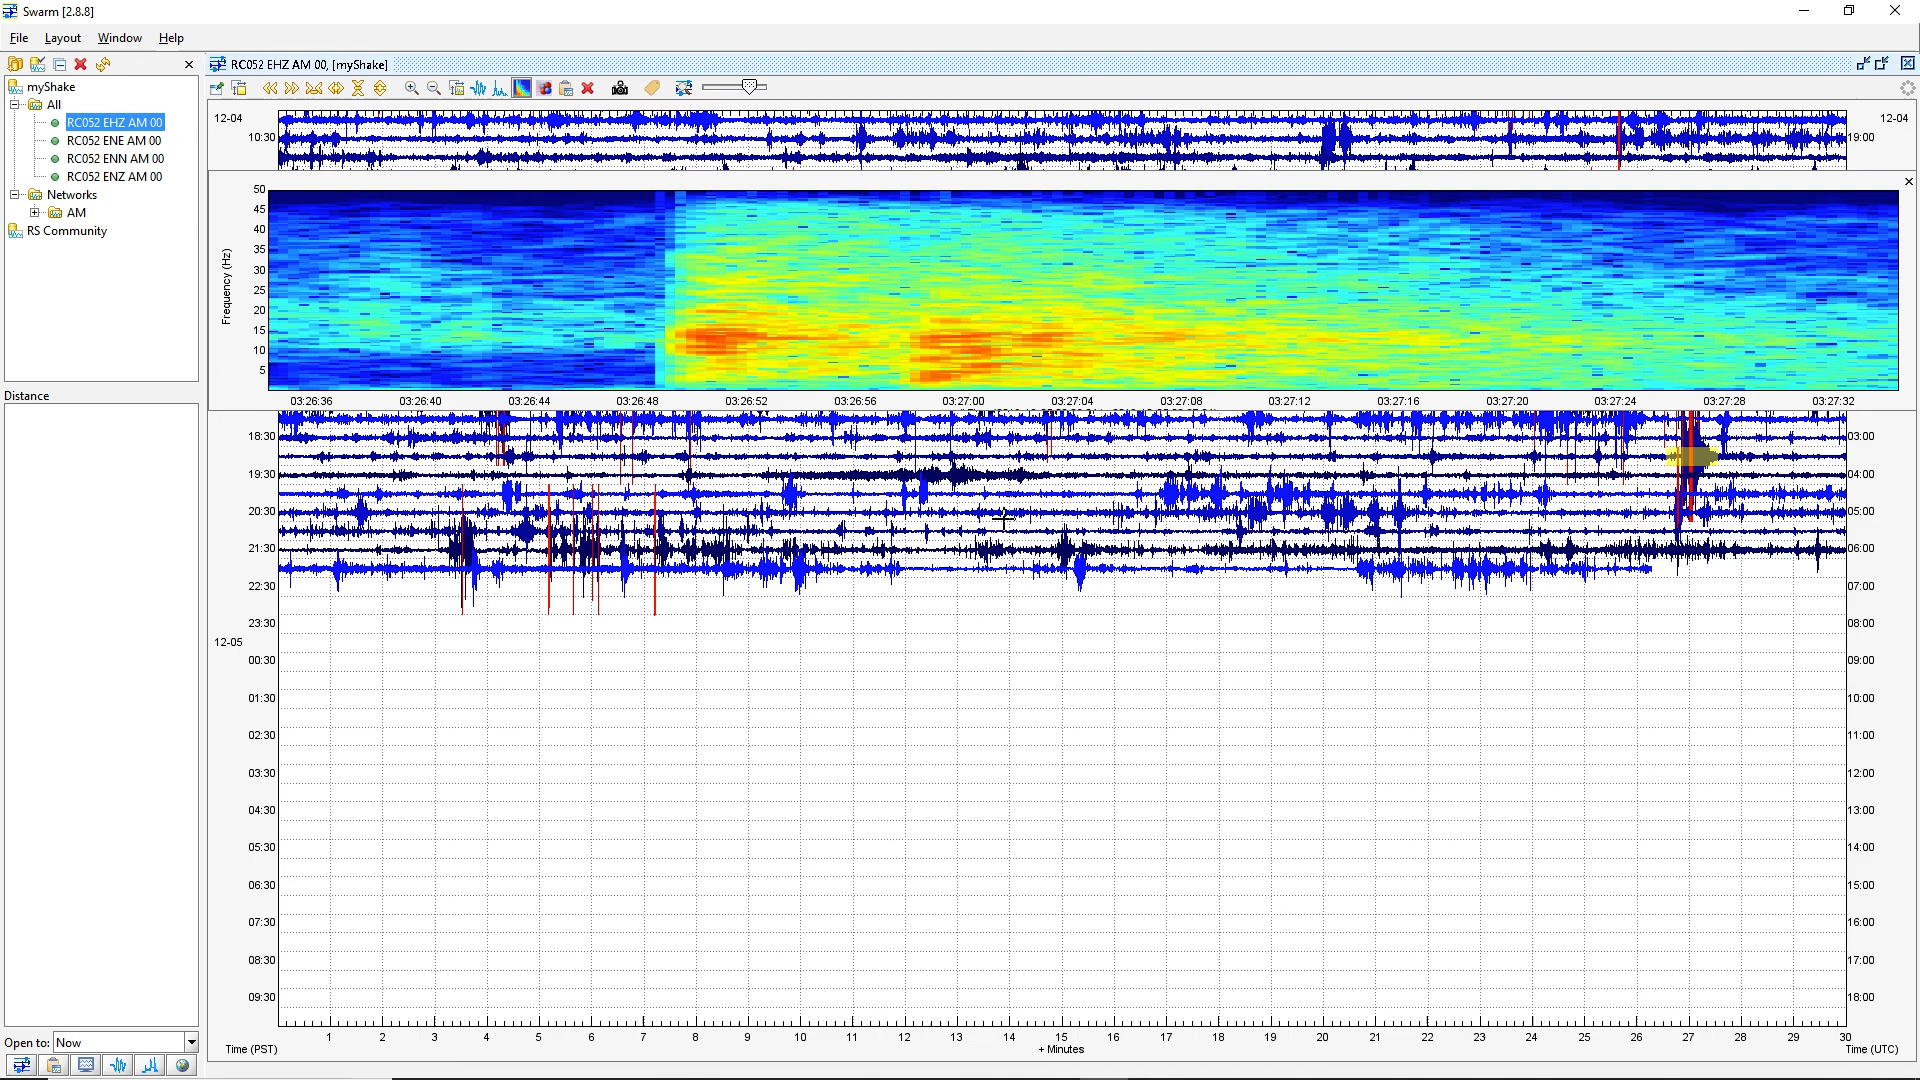 Swarm [2.8.8]
File Layout Window Help
RC052 EHZ AM 00, [myShake]
myShake
All
RC052 EHZ AM 00
RC052 ENE AM 00
RC052 ENN AM 00
RC052 ENZ AM 00
Networks
AM
RS Community
Distance
Open to: Now
12-04 12-04
10:30 19:00
50
45
40
35
30
25
20
15
10
5
Frequency (Hz)
03:26:36 03:26:40 03:26:44 03:26:48 03:26:52 03:26:56 03:27:00 03:27:04 03:27:08 03:27:12 03:27:16 03:27:20 03:27:24 03:27:28 03:27:32
18:30 03:00
19:30 04:00
20:30 05:00
21:30 06:00
22:30 07:00
23:30 08:00
12-05
00:30 09:00
01:30 10:00
02:30 11:00
03:30 12:00
04:30 13:00
05:30 14:00
06:30 15:00
07:30 16:00
08:30 17:00
09:30 18:00
1 2 3 4 5 6 7 8 9 10 11 12 13 14 15 16 17 18 19 20 21 22 23 24 25 26 27 28 29 30
Time (PST) + Minutes Time (UTC)